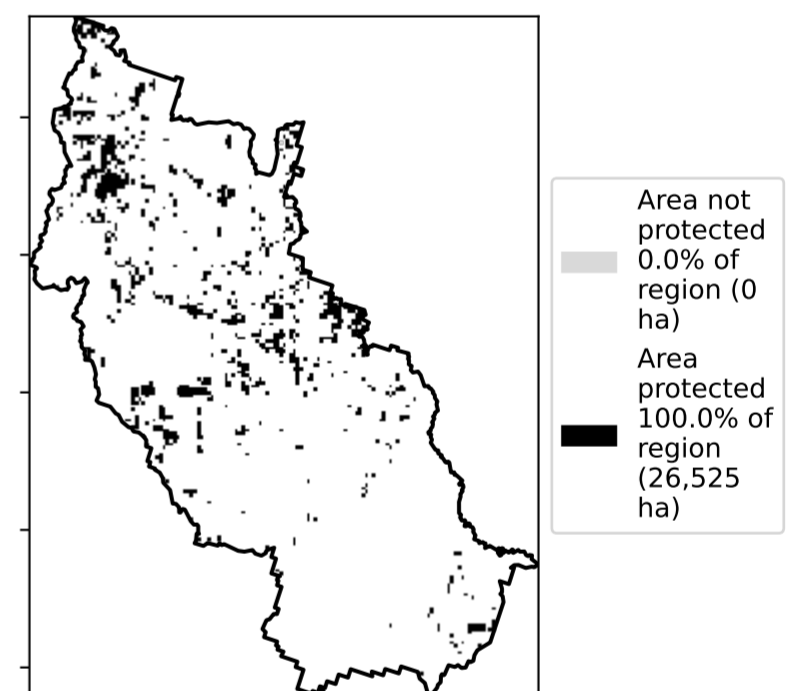 Area not
protected
0.0% of
region (0
ha)
Area
protected
100.0% of
region
(26,525
ha)